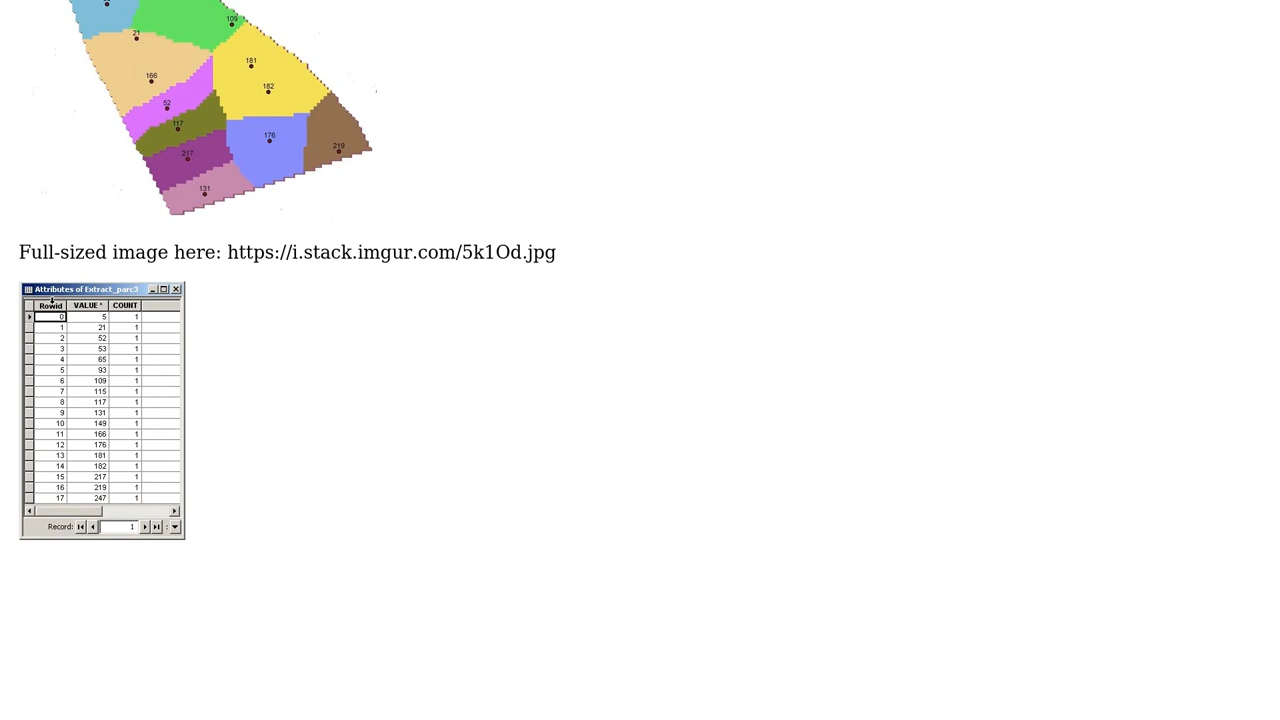 109
21
181
166
182
52
117
176
219
217
131
Full-sized image here: https://i.stack.imgur.com/5k1Od.jpg
Attributes of Extract_parc3
Rowid VALUE * COUNT
0 5 1
1 21 1
2 52 1
3 53 1
4 65 1
5 93 1
6 109 1
7 115 1
8 117 1
9 131 1
10 149 1
11 166 1
12 176 1
13 181 1
14 182 1
15 217 1
16 219 1
17 247 1
Record: 1